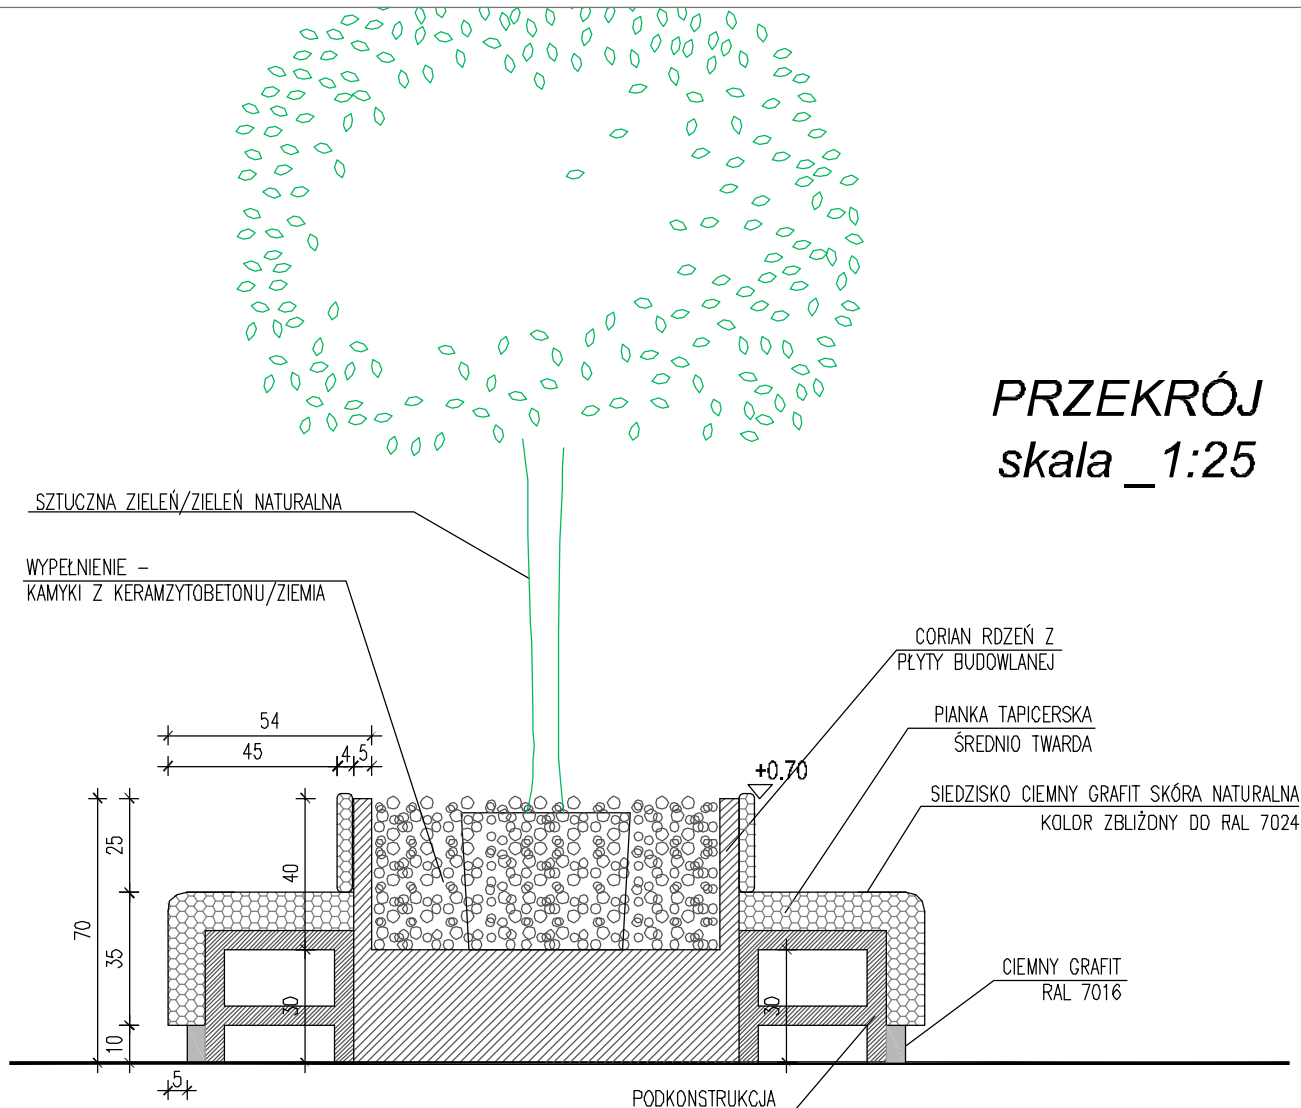 PRZEKRÓJ
skala _ 1:25
SZTUCZNA ZIELEŃ/ZIELEŃ NATURALNA
WYPEŁNIENIE –
KAMYKI Z KERAMZYTOBETONU/ZIEMIA
CORIAN RDZEŃ Z
PŁYTY BUDOWLANEJ
PIANKA TAPICERSKA
ŚREDNIO TWARDA
54
45
4
5
+0.70
SIEDZISKO CIEMNY GRAFIT SKÓRA NATURALNA
KOLOR ZBLIŻONY DO RAL 7024
25
40
70
35
30
30
10
CIEMNY GRAFIT
RAL 7016
5
PODKONSTRUKCJA